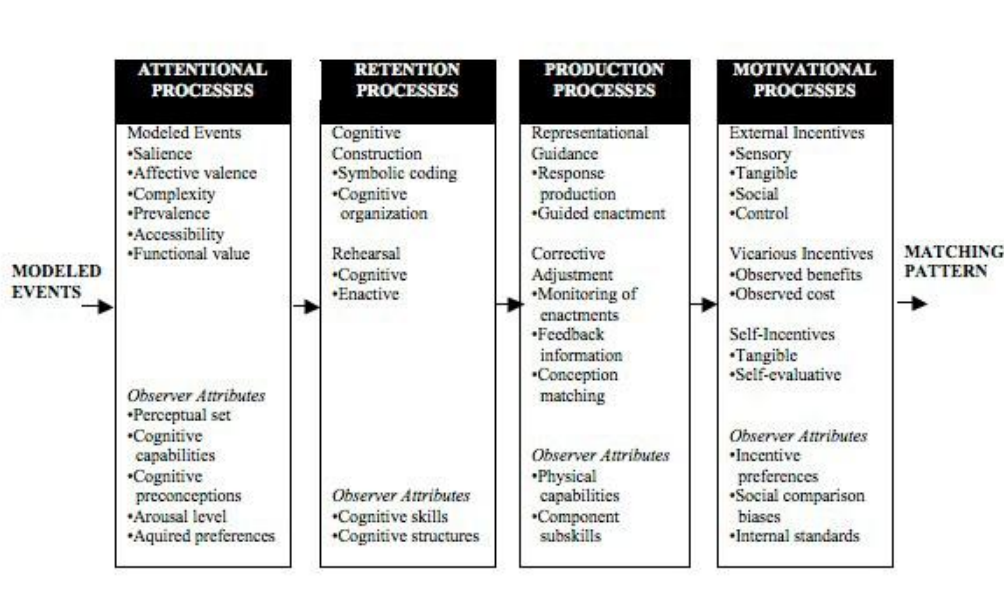 MODELED
EVENTS
ATTENTIONAL
PROCESSES
Modeled Events
•Salience
•Affective valence
•Complexity
•Prevalence
•Accessibility
•Functional value
Observer Attributes
•Perceptual set
•Cognitive
capabilities
•Cognitive
preconceptions
•Arousal level
•Aquired preferences
RETENTION
PROCESSES
Cognitive
Construction
•Symbolic coding
•Cognitive
organization
Rehearsal
•Cognitive
•Enactive
Observer Attributes
•Cognitive skills
•Cognitive structures
PRODUCTION
PROCESSES
Representational
Guidance
•Response
production
•Guided enactment
Corrective
Adjustment
•Monitoring of
enactments
•Feedback
information
•Conception
matching
Observer Attributes
•Physical
capabilities
•Component
subskills
MOTIVATIONAL
PROCESSES
External Incentives
•Sensory
•Tangible
•Social
•Control
Vicarious Incentives
•Observed benefits
•Observed cost
Self-Incentives
•Tangible
•Self-evaluative
Observer Attributes
•Incentive
preferences
•Social comparison
biases
•Internal standards
MATCHING
PATTERN